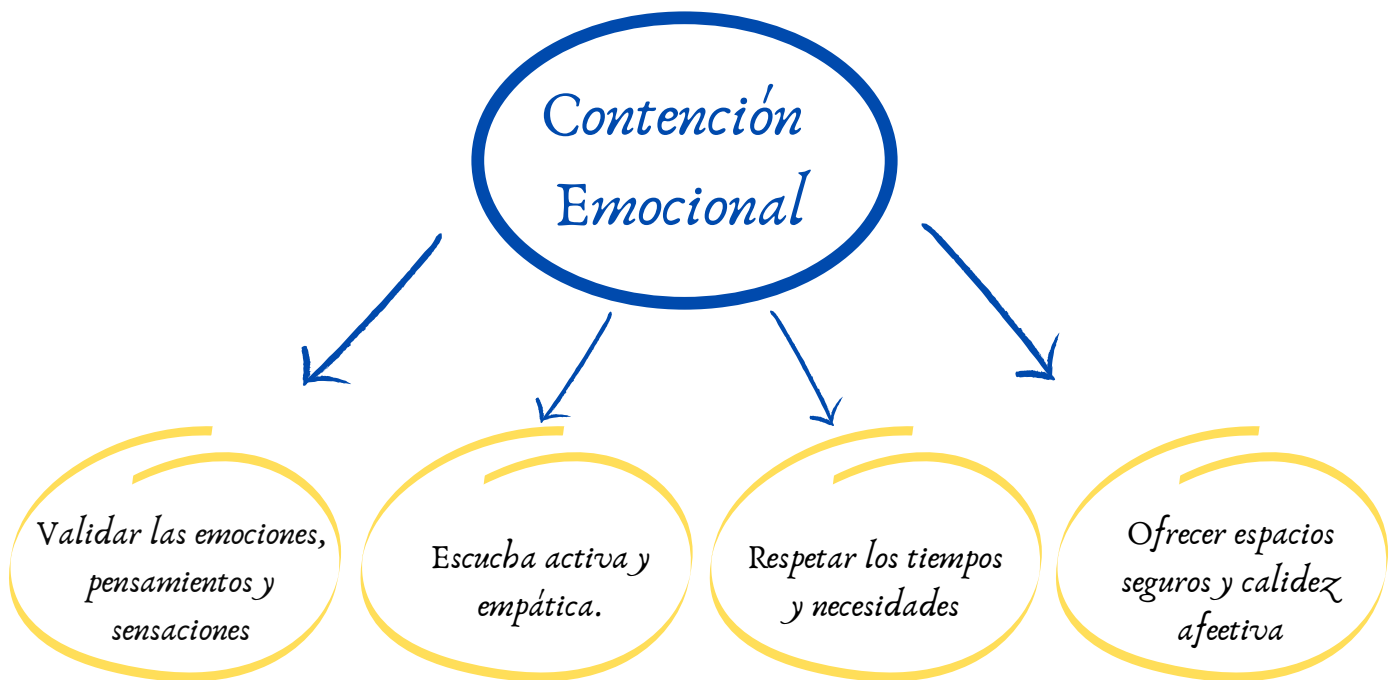 Contención
Emocional
Validar las emociones,
pensamientos y
sensaciones
Escucha activa y
empática.
Respetar los tiempos
y necesidades
Ofrecer espacios
seguros y calidez
afeetiva